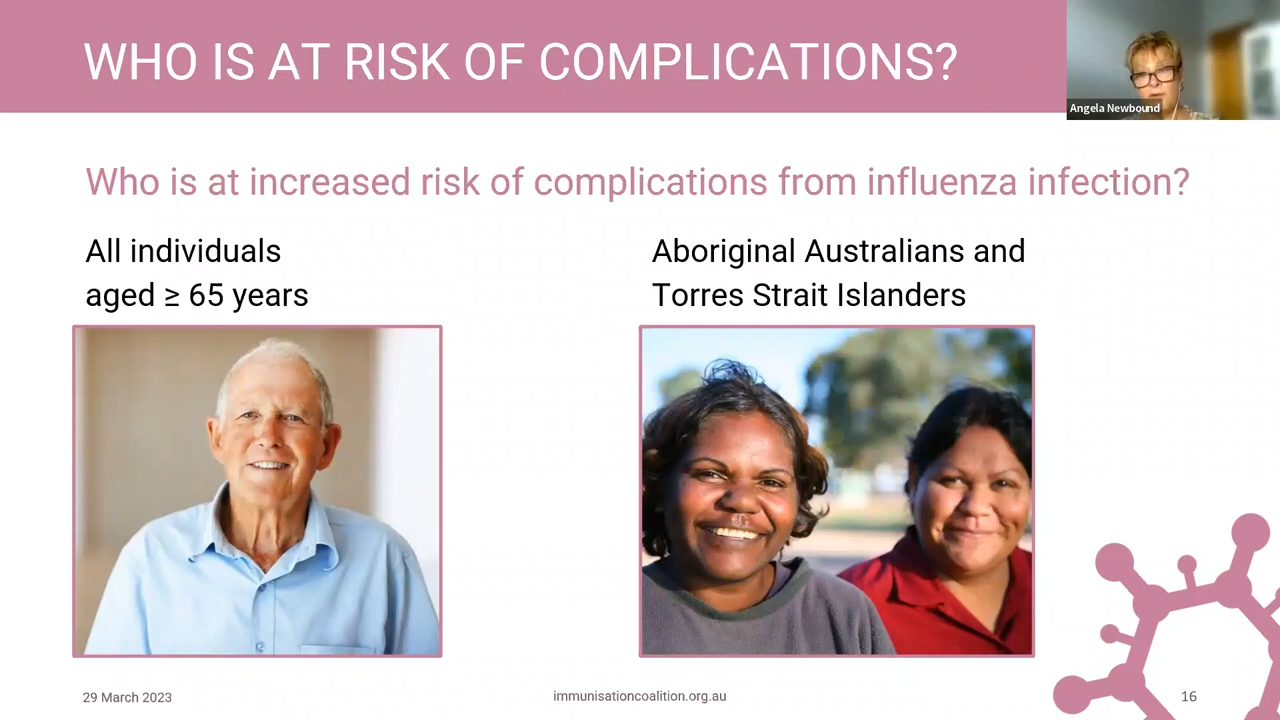 WHO IS AT RISK OF COMPLICATIONS?
Angela Newbound
Who is at increased risk of complications from influenza infection?
All individuals
aged ≥ 65 years
Aboriginal Australians and
Torres Strait Islanders
29 March 2023
immunisationcoalition.org.au
16